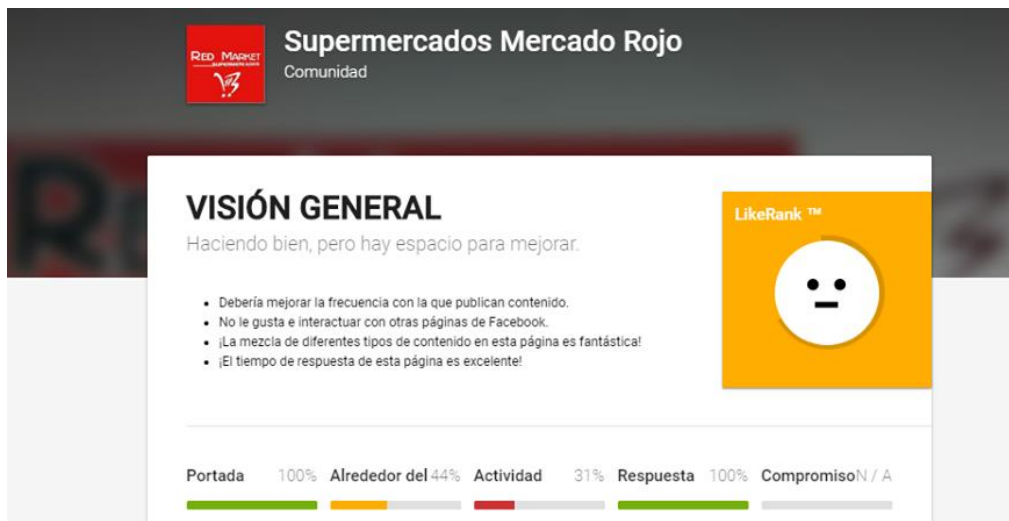 RED MARKET
SUPERMERCADOS
Supermercados Mercado Rojo
Comunidad
VISIÓN GENERAL
Haciendo bien, pero hay espacio para mejorar.
LikeRank ™
Debería mejorar la frecuencia con la que publican contenido.
No le gusta e interactuar con otras páginas de Facebook.
¡La mezcla de diferentes tipos de contenido en esta página es fantástica!
¡El tiempo de respuesta de esta página es excelente!
Portada 100% Alrededor del 44% Actividad 31% Respuesta 100% Compromiso N / A